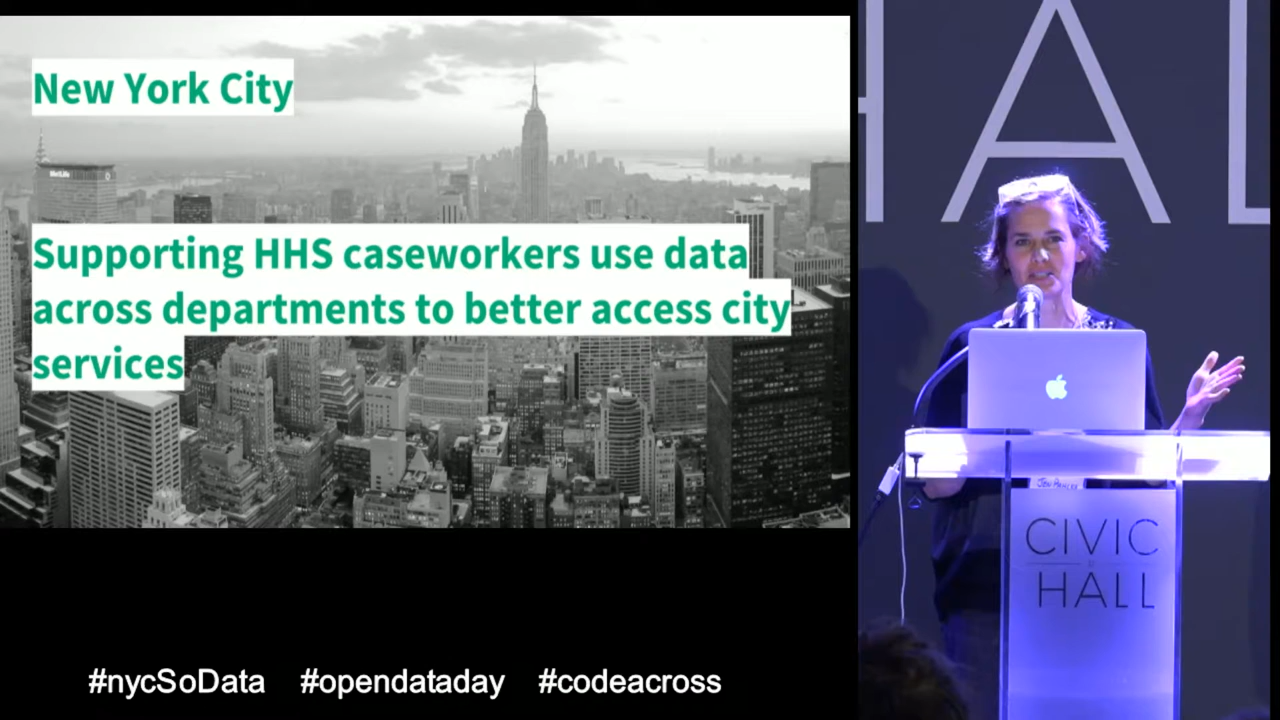 New York City
MetLife
Supporting HHS caseworkers use data
across departments to better access city
services
#nycSoData #opendataday #codeacross
HAL
CIVIC
HALL